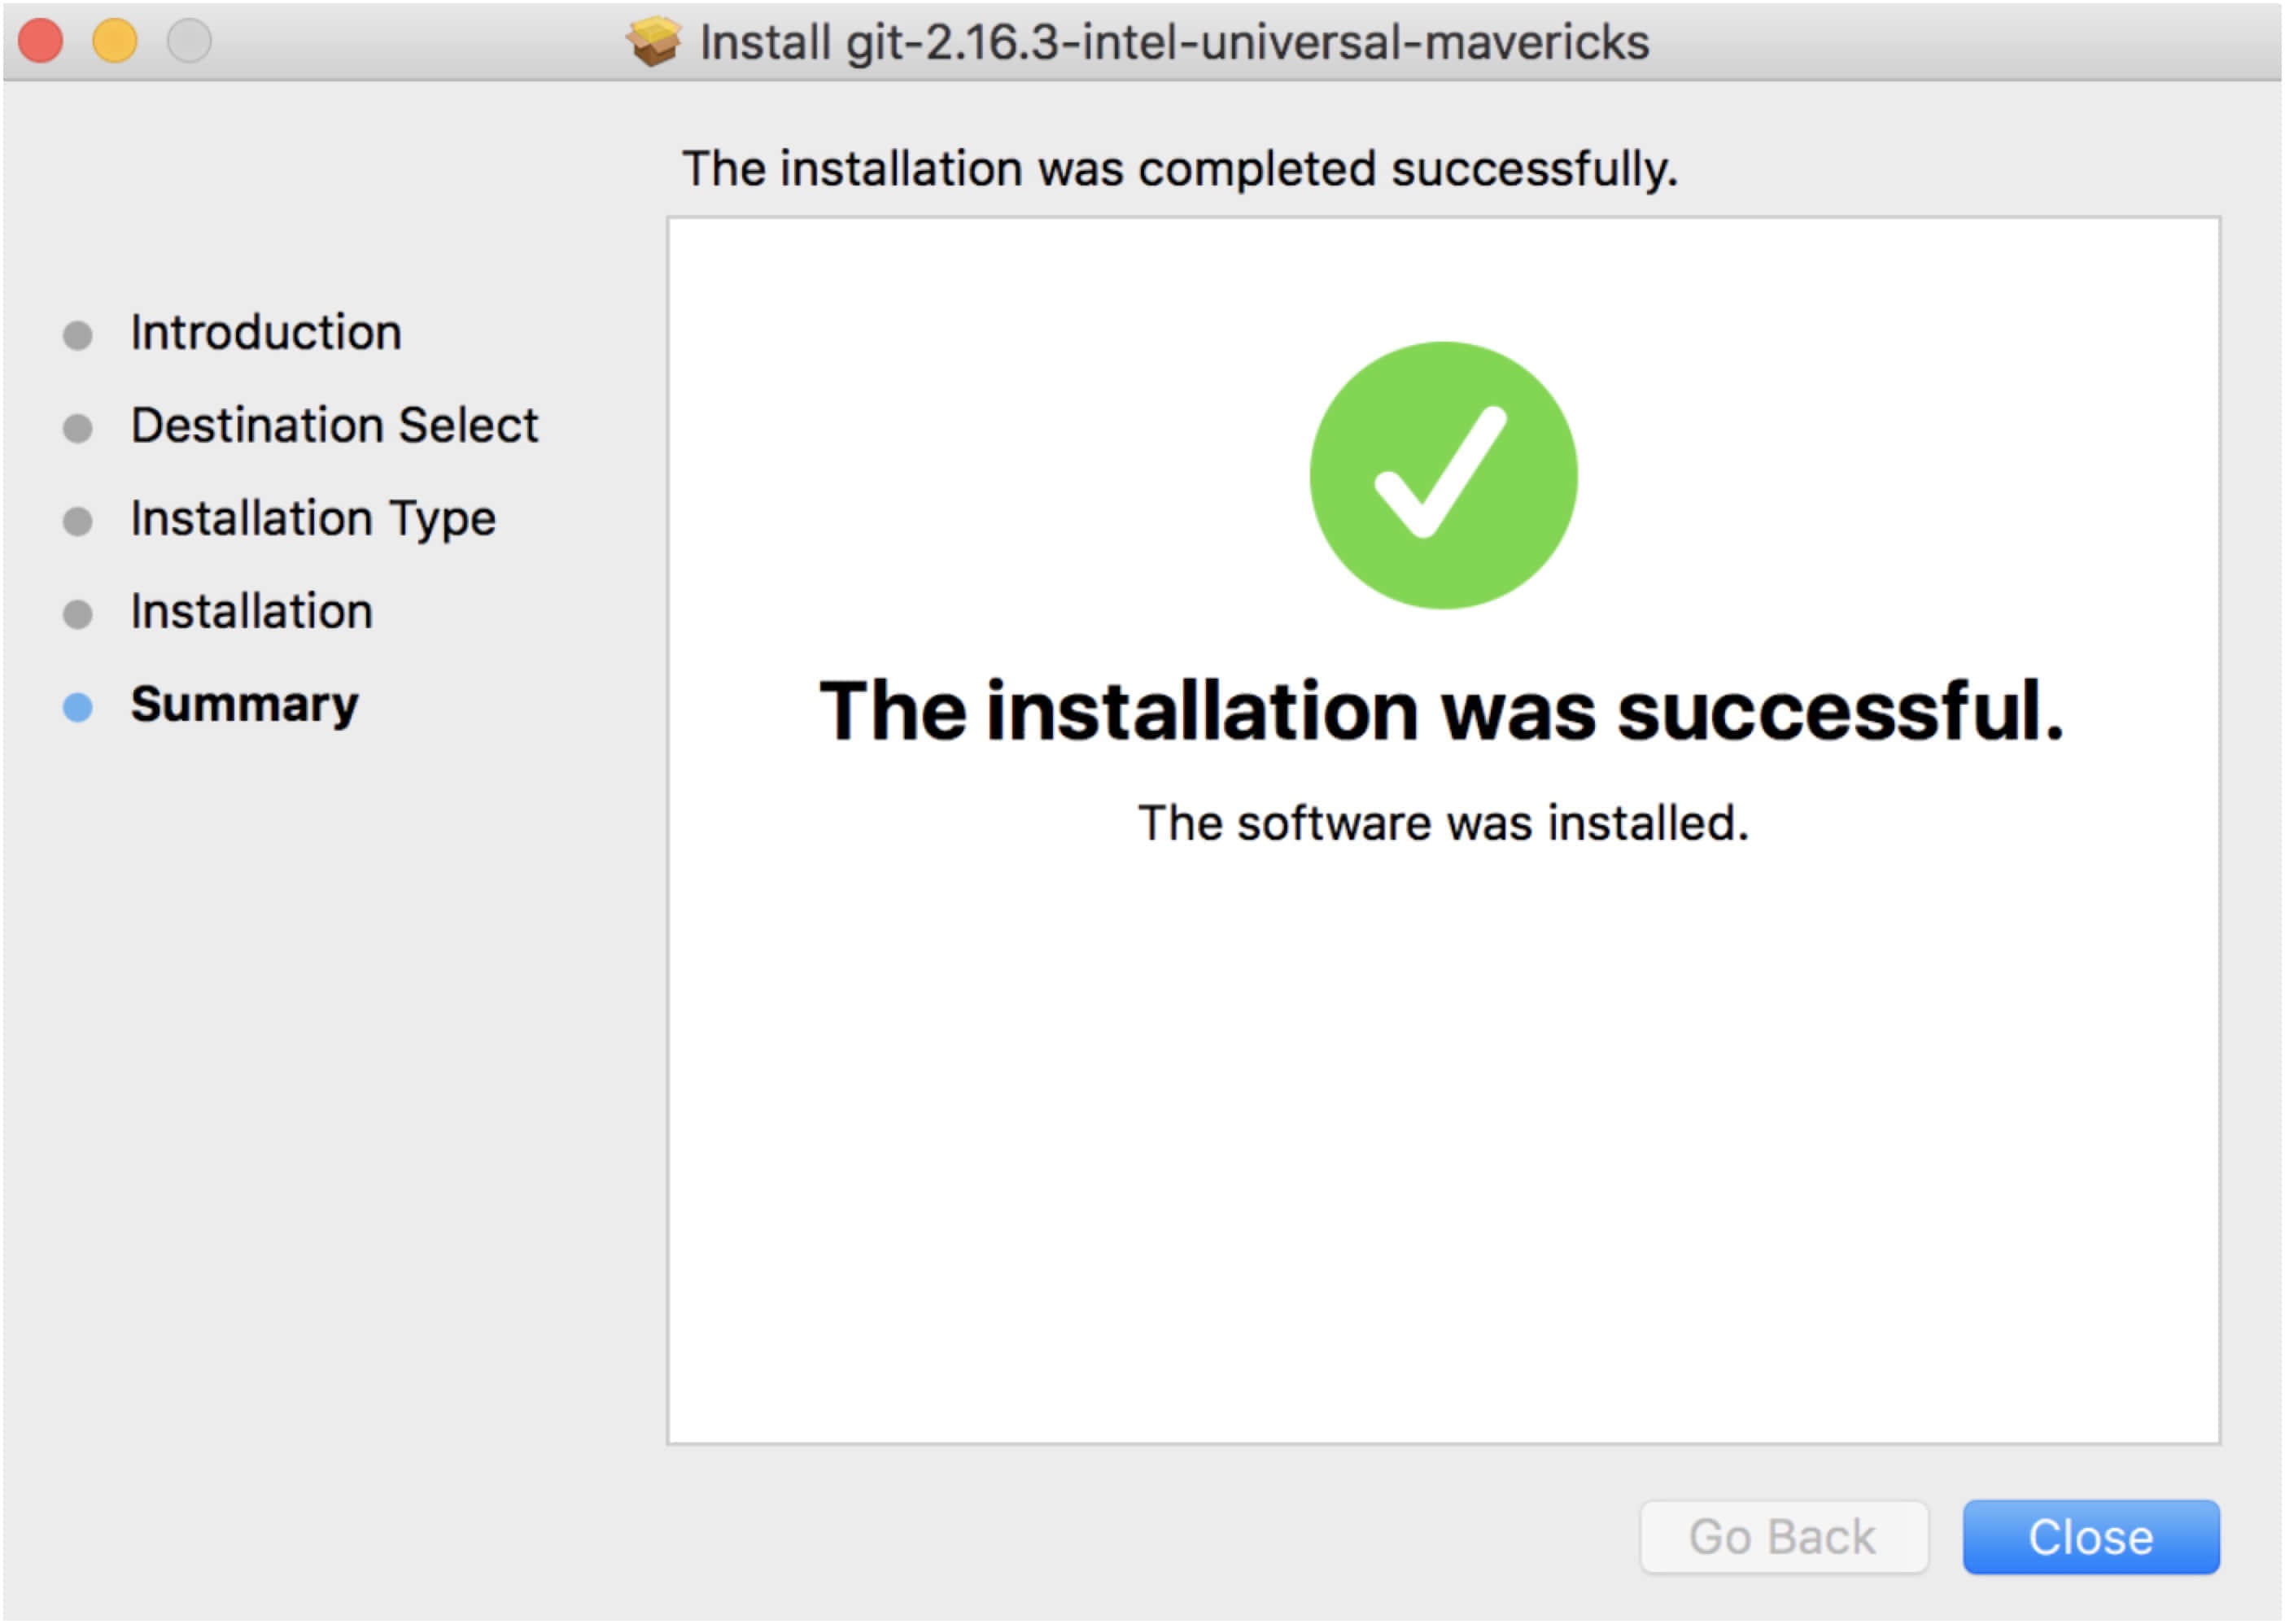 Install git-2.16.3-intel-universal-mavericks
The installation was completed successfully.
Introduction
Destination Select
Installation Type
Installation
Summary
The installation was successful.
The software was installed.
Go Back
Close